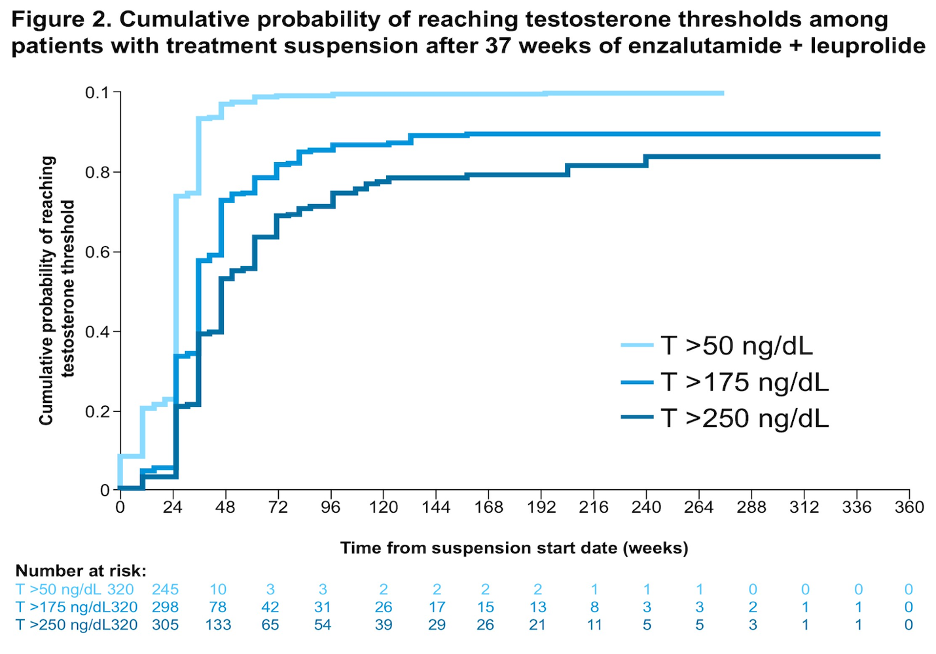 Figure 2. Cumulative probability of reaching testosterone thresholds among
patients with treatment suspension after 37 weeks of enzalutamide + leuprolide
Cumulative probability of reaching
testosterone threshold
0.1
0.8
0.6
0.4
0.2
0
T >50 ng/dL
T >175 ng/dL
T >250 ng/dL
0 24 48 72 96 120 144 168 192 216 240 264 288 312 336 360
Time from suspension start date (weeks)
Number at risk:
T >50 ng/dL 320 245 10 3 3 2 2 2 2 1 1 1 0 0 0 0
T >175 ng/dL320 298 78 42 31 26 17 15 13 8 3 3 2 1 1 0
T >250 ng/dL320 305 133 65 54 39 29 26 21 11 5 5 3 1 1 0